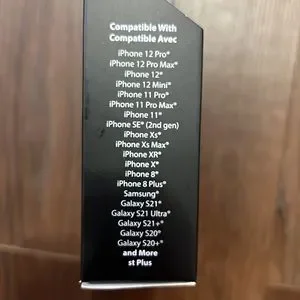 Compatible With
Compatible Avec
iPhone 12 Pro®
iPhone 12 Pro Max®
iPhone 12®
iPhone 12 Mini®
iPhone 11 Pro®
iPhone 11 Pro Max®
iPhone 11®
iPhone SE® (2nd gen)
iPhone Xs®
iPhone Xs Max®
iPhone XR®
iPhone X®
iPhone 8®
iPhone 8 Plus®
Samsung®
Galaxy S21®
Galaxy S21 Ultra®
Galaxy S21+®
Galaxy S20®
Galaxy S20+®
and More
st Plus